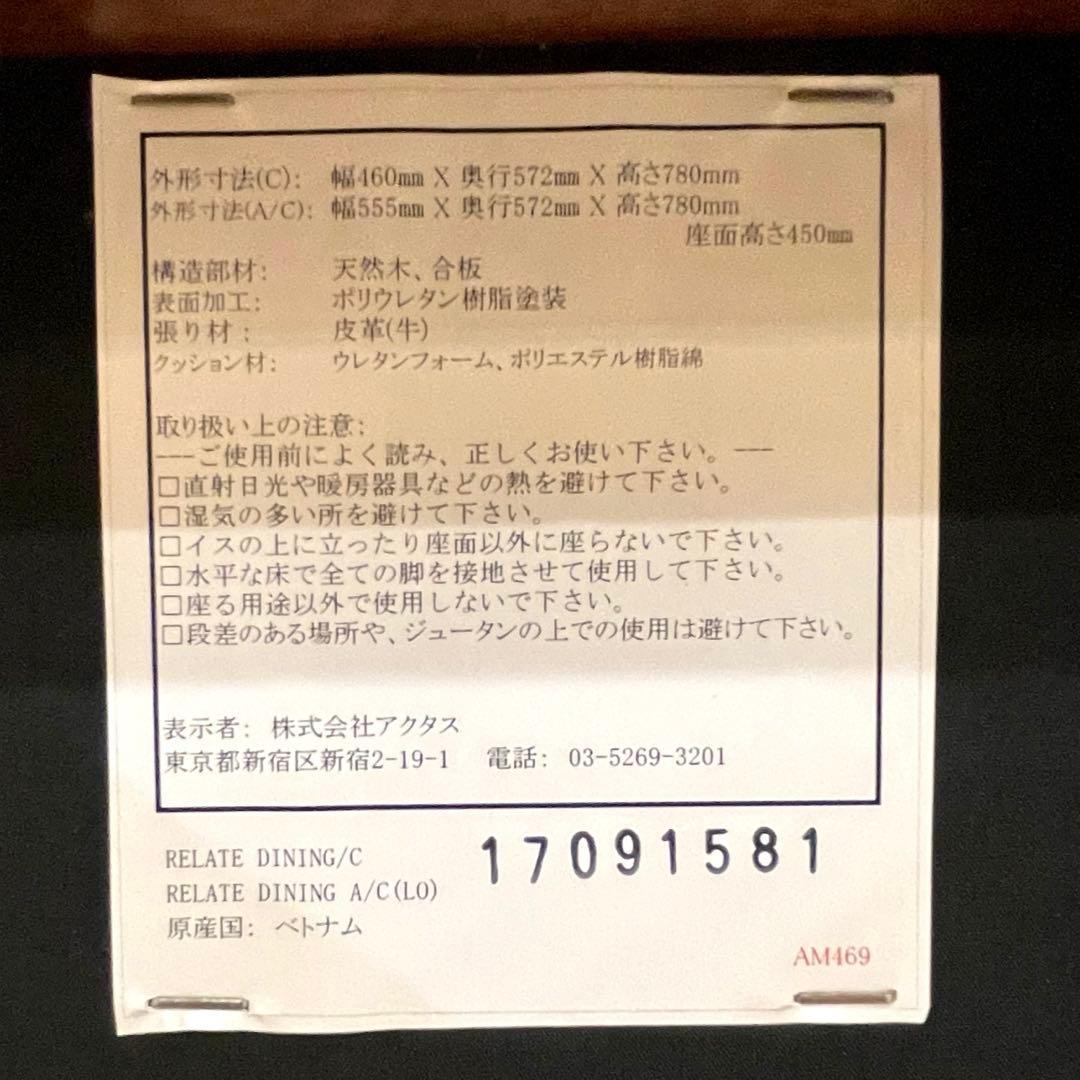 外形寸法(C): 幅460㎜ X 奥行572㎜ X 高さ780mm
外形寸法(A/C): 幅555㎜ X 奥行572㎜ X 高さ780mm
座面高さ450㎜
構造部材: 天然木、合板
表面加工: ポリウレタン樹脂塗装
張り材: 皮革(牛)
クッション材: ウレタンフォーム、ポリエステル樹脂綿
取り扱い上の注意:
---ご使用前によく読み、正しくお使い下さい。---
□直射日光や暖房器具などの熱を避けて下さい。
□湿気の多い所を避けて下さい。
□イスの上に立ったり座面以外に座らないで下さい。
□水平な床で全ての脚を接地させて使用して下さい。
□座る用途以外で使用しないで下さい。
□段差のある場所や、ジュータンの上での使用は避けて下さい。
表示者: 株式会社アクタス
東京都新宿区新宿2-19-1 電話: 03-5269-3201
RELATE DINING/C 17091581
RELATE DINING A/C(LO)
原産国: ベトナム
AM469